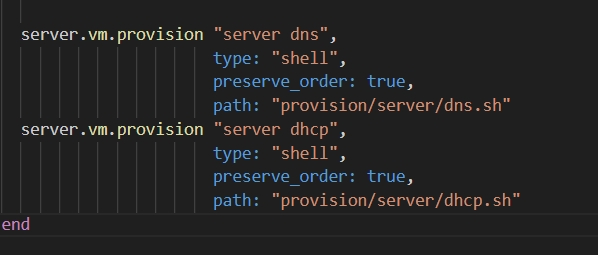 server.vm.provision "server dns",
type: "shell",
preserve_order: true,
path: "provision/server/dns.sh"
server.vm.provision "server dhcp",
type: "shell",
preserve_order: true,
path: "provision/server/dhcp.sh"
end